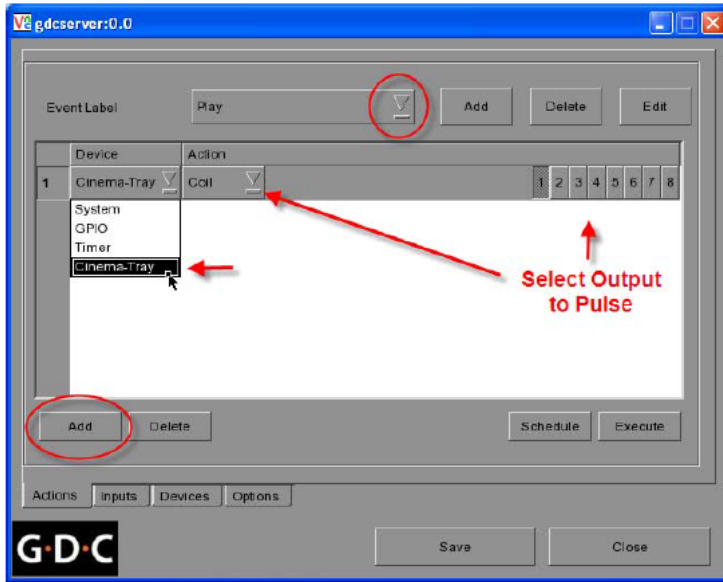 gdcserver:0.0
Event Label Play Add Delete Edit
Device Action
1 Cinema-Tray Coil 1 2 3 4 5 6 7 8
System
GPIO
Timer
Cinema-Tray
Select Output
to Pulse
Add Delete Schedule Execute
Actions Inputs Devices Options
G·D·C Save Close